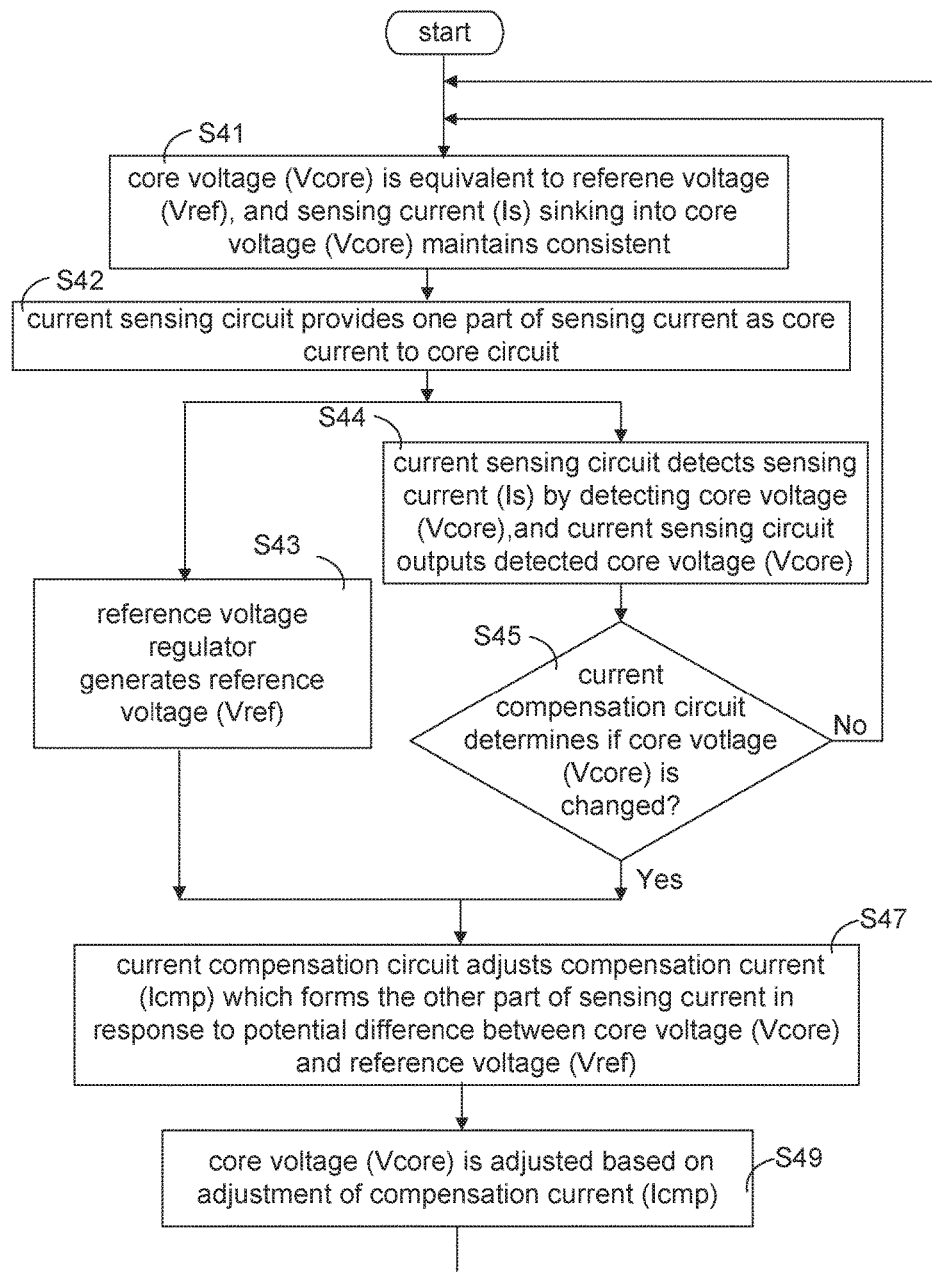 start
S41
core voltage (Vcore) is equivalent to referene voltage
(Vref), and sensing current (Is) sinking into core
voltage (Vcore) maintains consistent
S42
current sensing circuit provides one part of sensing current as core
current to core circuit
S44
current sensing circuit detects sensing
current (Is) by detecting core voltage
(Vcore),and current sensing circuit
outputs detected core voltage (Vcore)
S43
reference voltage
regulator
generates reference
voltage (Vref)
S45
current
compensation circuit
determines if core votlage
(Vcore) is
changed?
No
Yes
S47
current compensation circuit adjusts compensation current
(Icmp) which forms the other part of sensing current in
response to potential difference between core voltage (Vcore)
and reference voltage (Vref)
S49
core voltage (Vcore) is adjusted based on
adjustment of compensation current (Icmp)